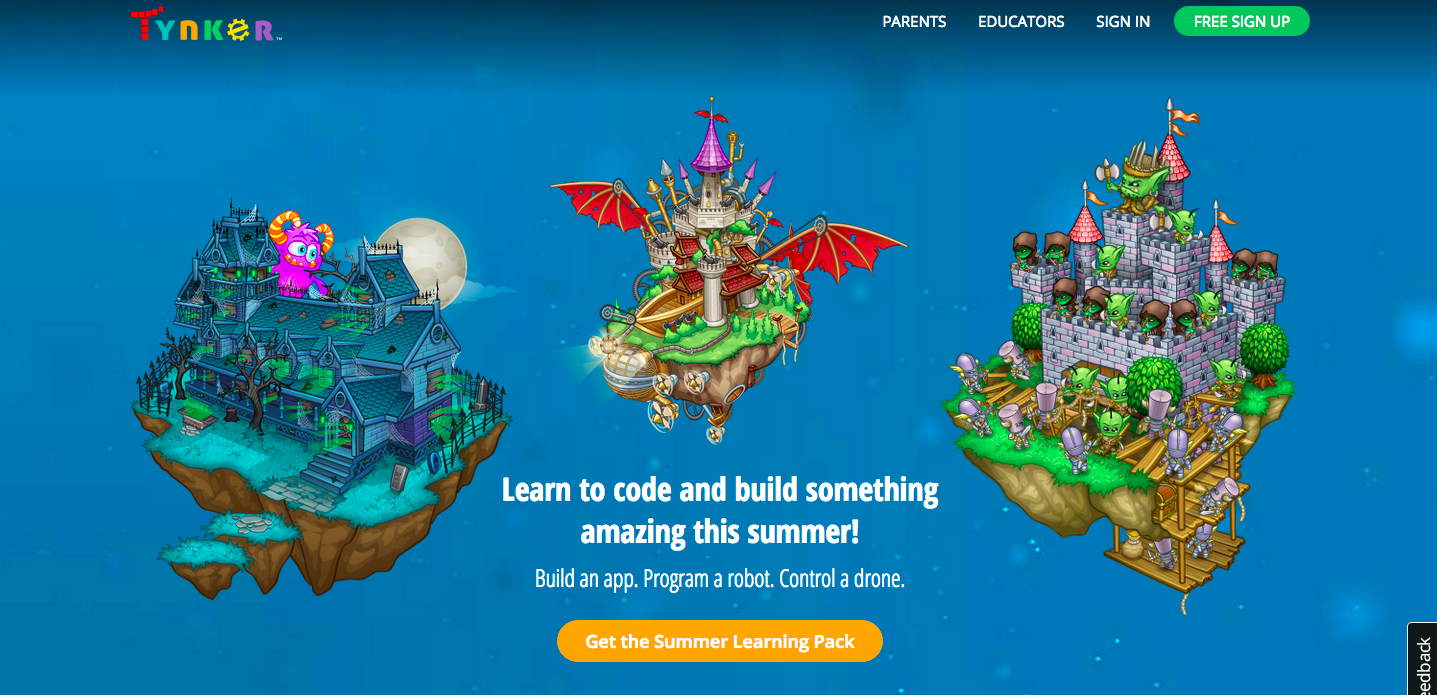 TYNKER™
PARENTS
EDUCATORS
SIGN IN
FREE SIGN UP
Learn to code and build something
amazing this summer!
Build an app. Program a robot. Control a drone.
Get the Summer Learning Pack
edback